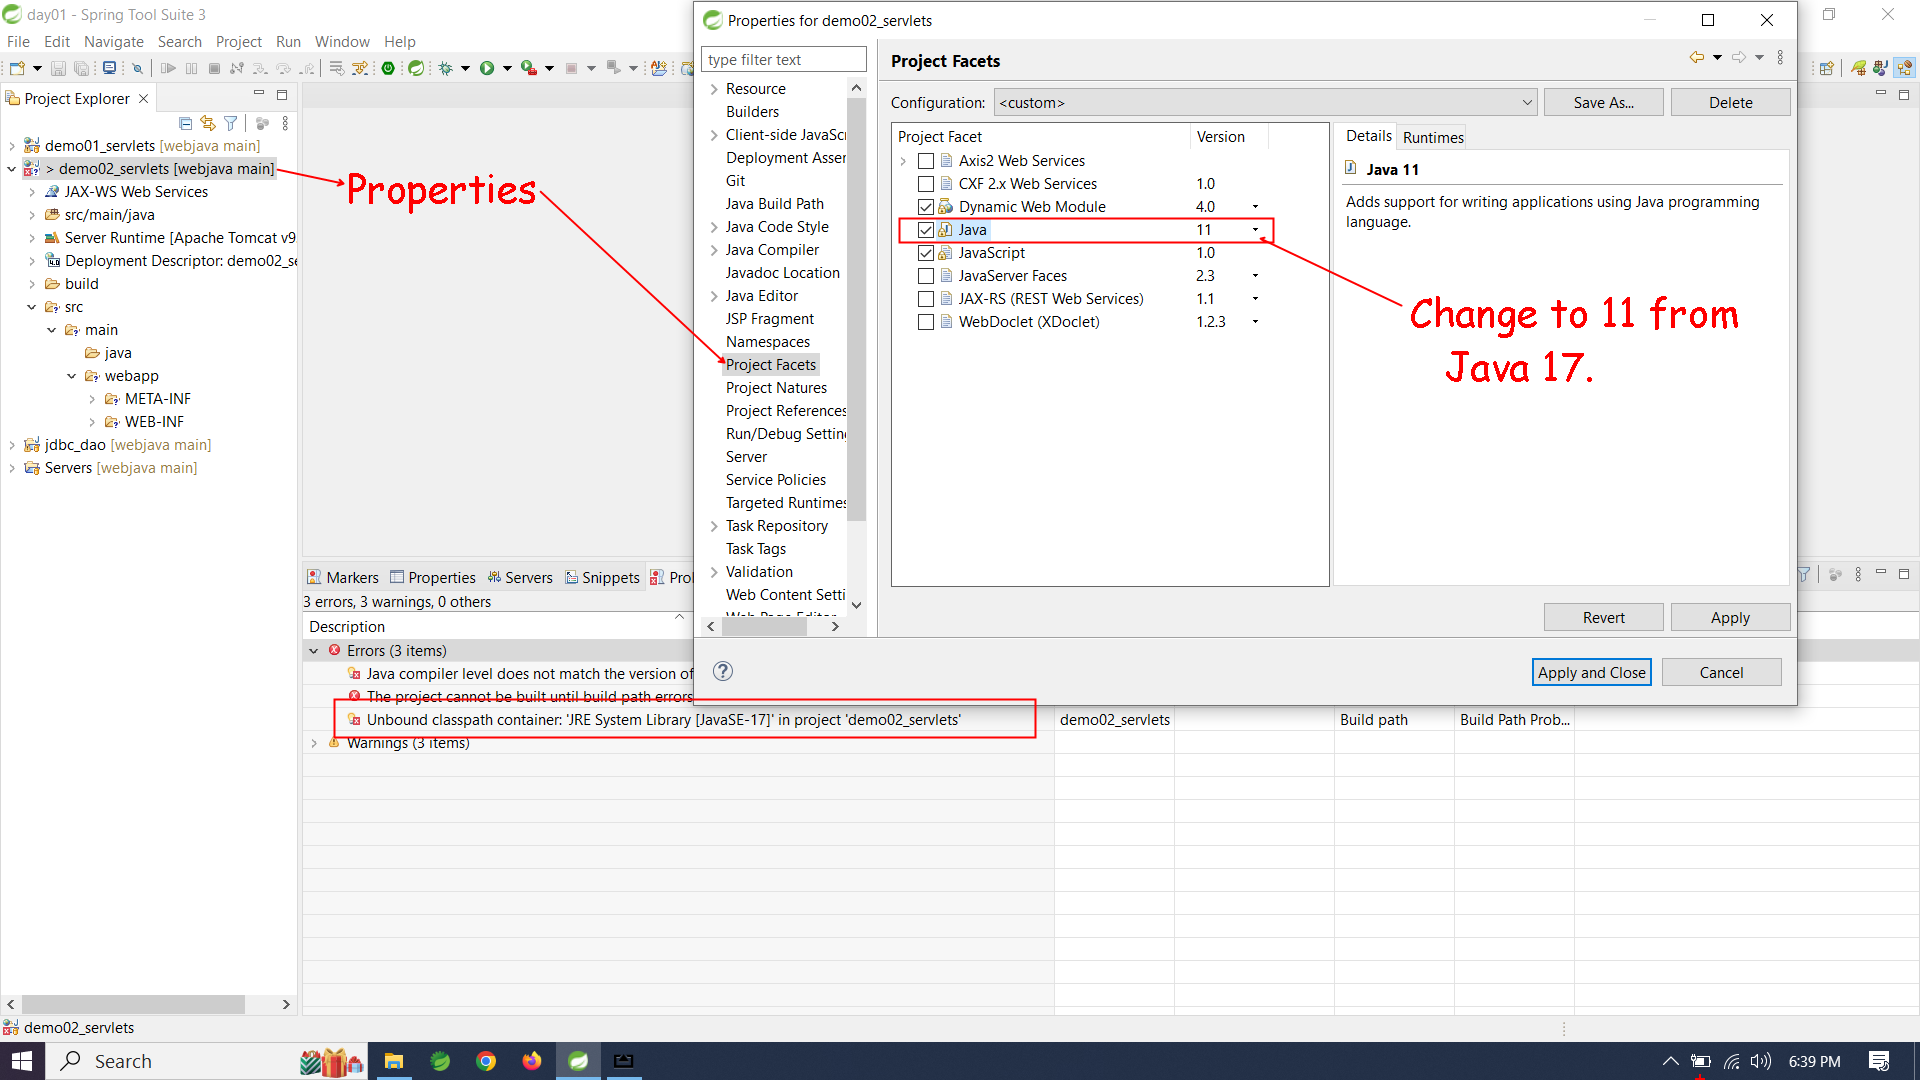 day01 - Spring Tool Suite 3
File Edit Navigate Search Project Run Window Help
Project Explorer
demo01_servlets [webjava main]
> demo02_servlets [webjava main]
JAX-WS Web Services
src/main/java
Server Runtime [Apache Tomcat v9
Deployment Descriptor: demo02_se
build
src
main
java
webapp
META-INF
WEB-INF
jdbc_dao [webjava main]
Servers [webjava main]
Properties
Properties for demo02_servlets
type filter text
Resource
Builders
Client-side JavaScr
Deployment Asser
Git
Java Build Path
Java Code Style
Java Compiler
Javadoc Location
Java Editor
JSP Fragment
Namespaces
Project Facets
Project Natures
Project References
Run/Debug Setting
Server
Service Policies
Targeted Runtimes
Task Repository
Task Tags
Validation
Web Content Setti
Web Page Editor
Project Facets
Configuration: <custom> Save As... Delete
Project Facet Version
Axis2 Web Services
CXF 2.x Web Services 1.0
Dynamic Web Module 4.0
Java 11
JavaScript 1.0
JavaServer Faces 2.3
JAX-RS (REST Web Services) 1.1
WebDoclet (XDoclet) 1.2.3
Details Runtimes
Java 11
Adds support for writing applications using Java programming
language.
Change to 11 from
Java 17.
Revert Apply
Apply and Close Cancel
Markers Properties Servers Snippets Prol
3 errors, 3 warnings, 0 others
Description
Errors (3 items)
Java compiler level does not match the version of
The project cannot be built until build path errors
Unbound classpath container: 'JRE System Library [JavaSE-17]' in project 'demo02_servlets' demo02_servlets Build path Build Path Prob...
Warnings (3 items)
demo02_servlets
Search
6:39 PM